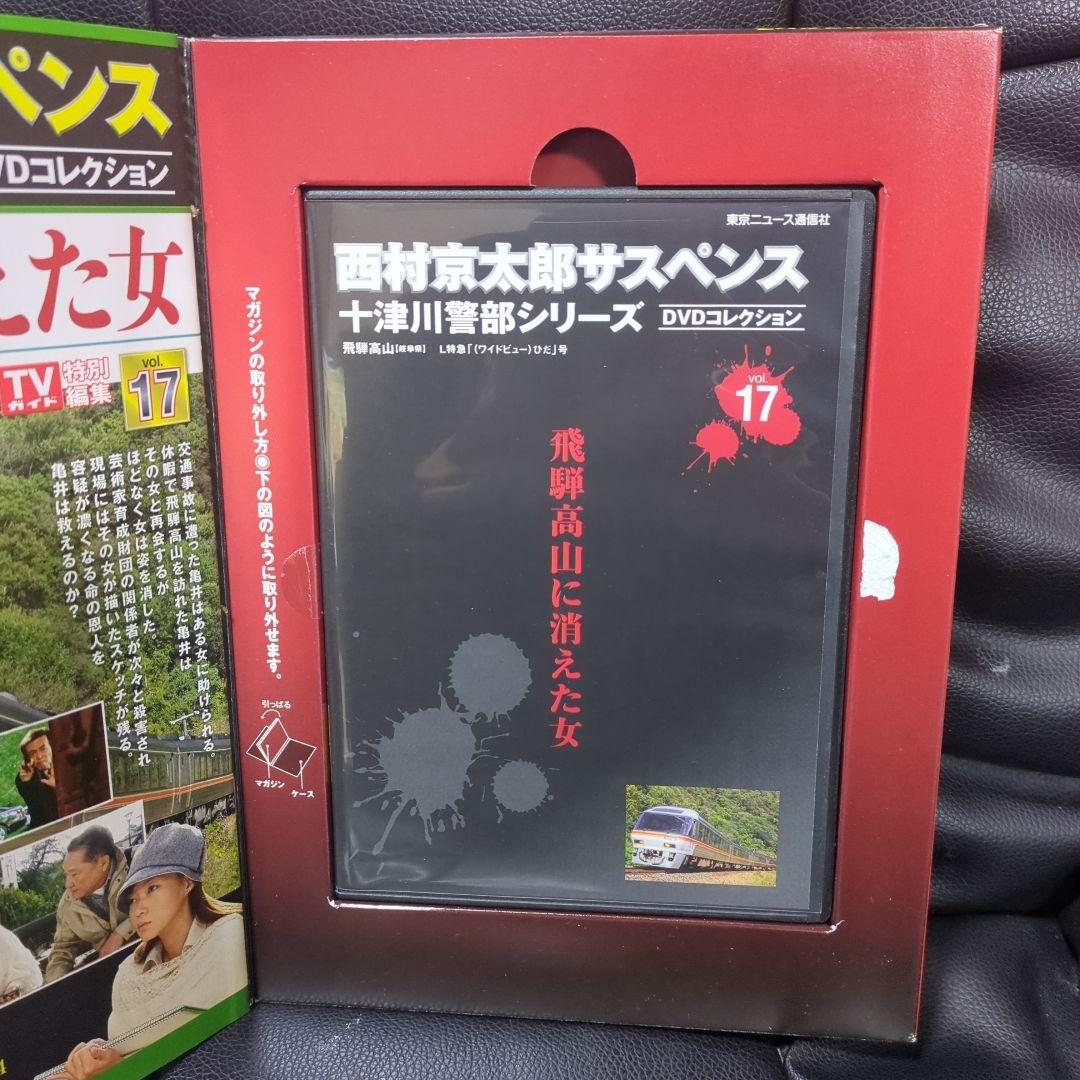 ペンス
VDコレクション
えた女
TVガイド
特別編集
vol.
17
交通事故に遭った亀井はある女に助けられる。
休暇で飛騨高山を訪れた亀井は
その女と再会するが
ほどなく女は姿を消した。
芸術家育成財団の関係者が次々と殺害され
現場にはその女が描いたスケッチが残る。
容疑が濃くなる命の恩人を
亀井は救えるのか?
マガジンの取り外し方◉下の図のように取り外せます。
引っぱる
マガジン
ケース
東京ニュース通信社
西村京太郎サスペンス
十津川警部シリーズ DVDコレクション
飛騨高山【岐阜県】 L特急「(ワイドビュー)ひだ」号
vol.
17
飛騨高山に消えた女